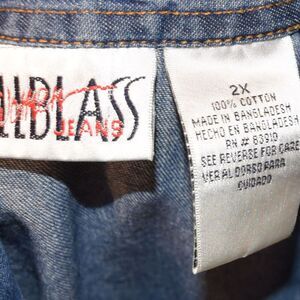 LLBLASS
JEANS
2X
100% COTTON
MADE IN BANGLADESH
HECHO EN BANGLADESH
RN # 83910
SEE REVERSE FOR CARE
VER AL DORSO PARA
CUIDADO